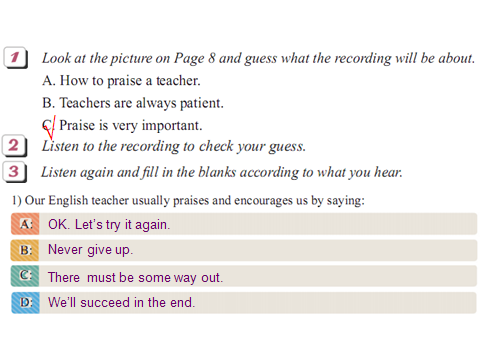 1 Look at the picture on Page 8 and guess what the recording will be about.
A. How to praise a teacher.
B. Teachers are always patient.
C. Praise is very important.
2 Listen to the recording to check your guess.
3 Listen again and fill in the blanks according to what you hear.
1) Our English teacher usually praises and encourages us by saying:
A: OK. Let's try it again.
B: Never give up.
C: There must be some way out.
D: We'll succeed in the end.